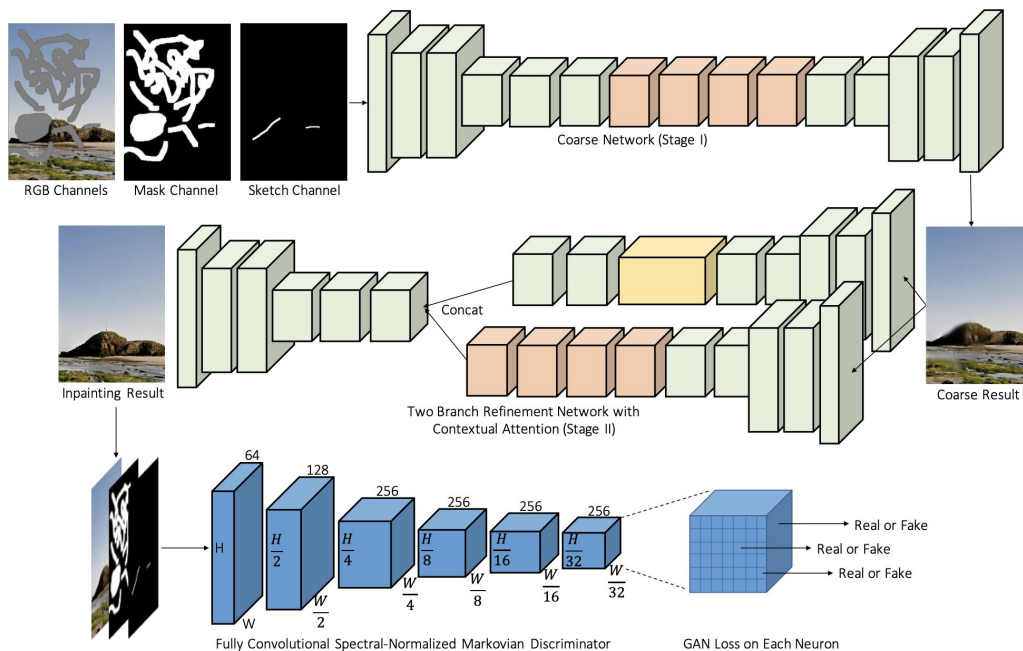 RGB Channels
Mask Channel
Sketch Channel
Coarse Network (Stage I)
Concat
Inpainting Result
Coarse Result
Two Branch Refinement Network with
Contextual Attention (Stage II)
64
128
256
256
256
256
H
H/2
H/4
H/8
H/16
H/32
W
W/2
W/4
W/8
W/16
W/32
Real or Fake
Real or Fake
Real or Fake
Fully Convolutional Spectral-Normalized Markovian Discriminator
GAN Loss on Each Neuron